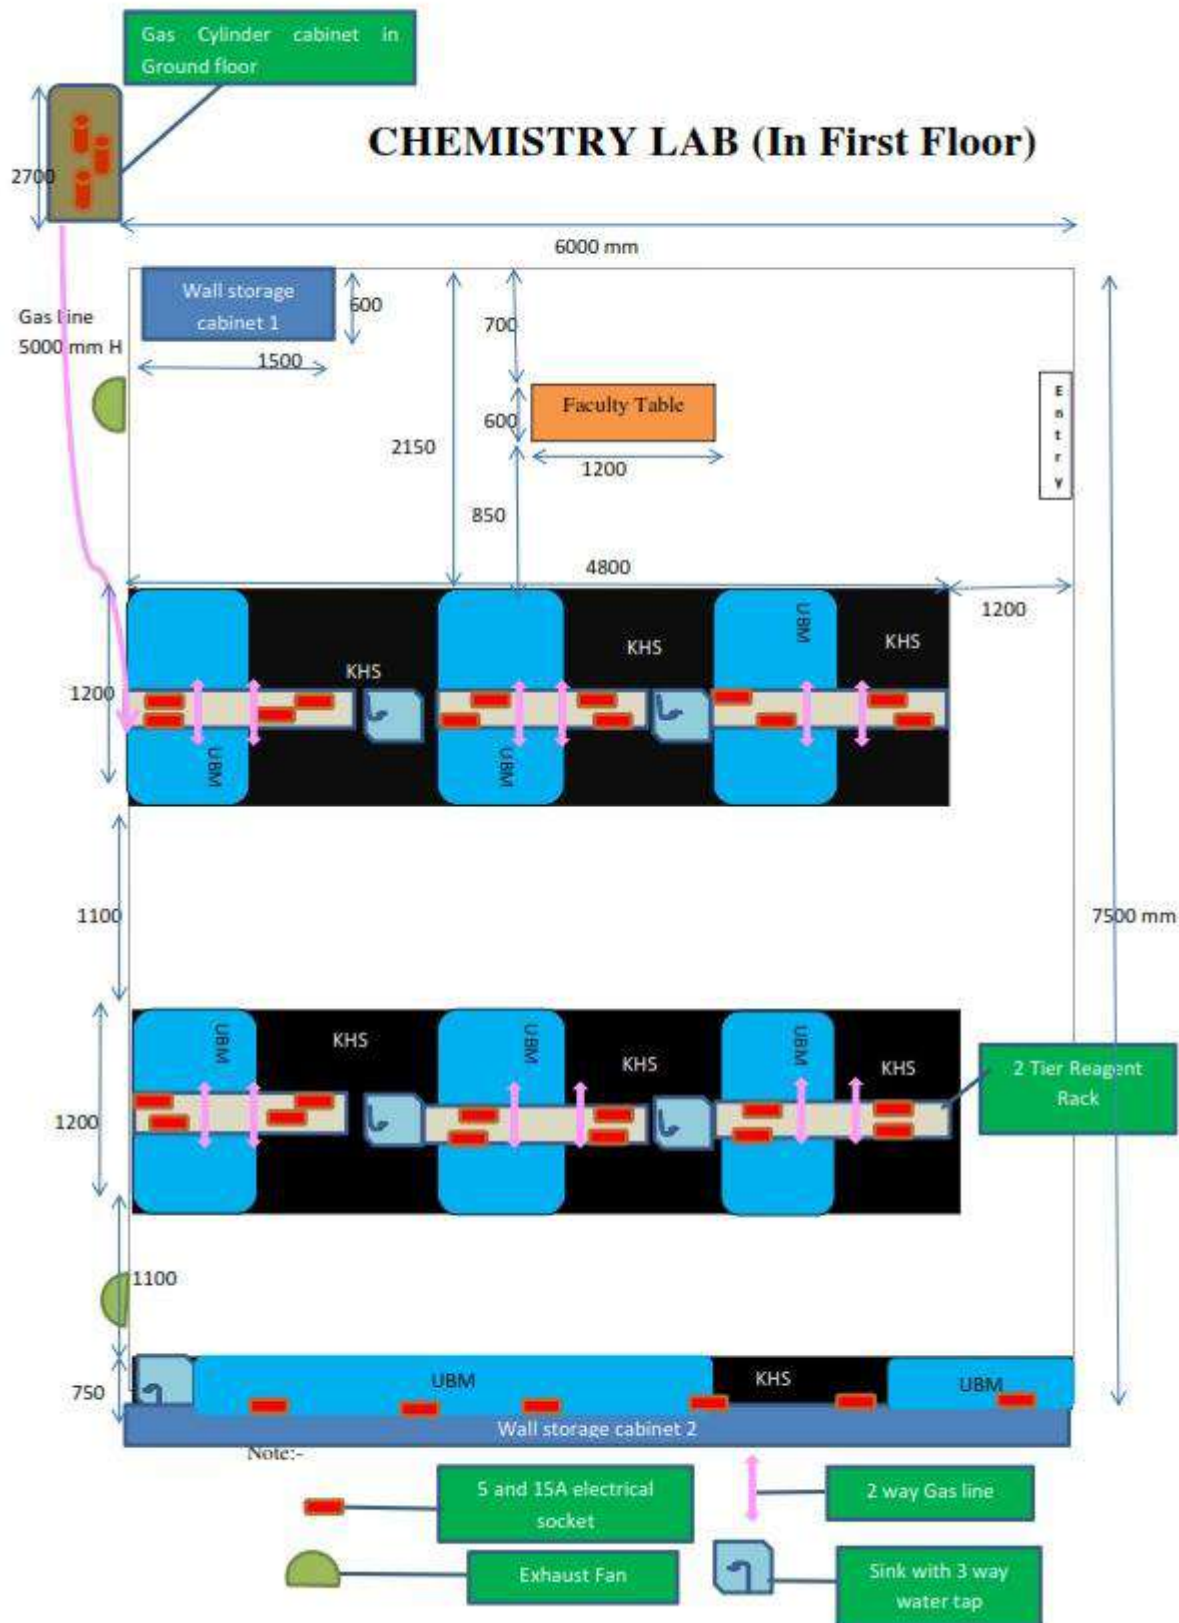 Gas Cylinder cabinet in
Ground floor
CHEMISTRY LAB (In First Floor)
2700
6000 mm
Wall storage
cabinet 1
600
700
Gas Line
5000 mm H
1500
Faculty Table
600
Entry
2150
1200
850
4800
1200
UBM
KHS
KHS
KHS
1200
UBM
UBM
1100
7500 mm
UBM
KHS
UBM
KHS
UBM
KHS
2 Tier Reagent
Rack
1200
1100
750
UBM
KHS
UBM
Wall storage cabinet 2
Note:-
5 and 15A electrical
socket
2 way Gas line
Exhaust Fan
Sink with 3 way
water tap